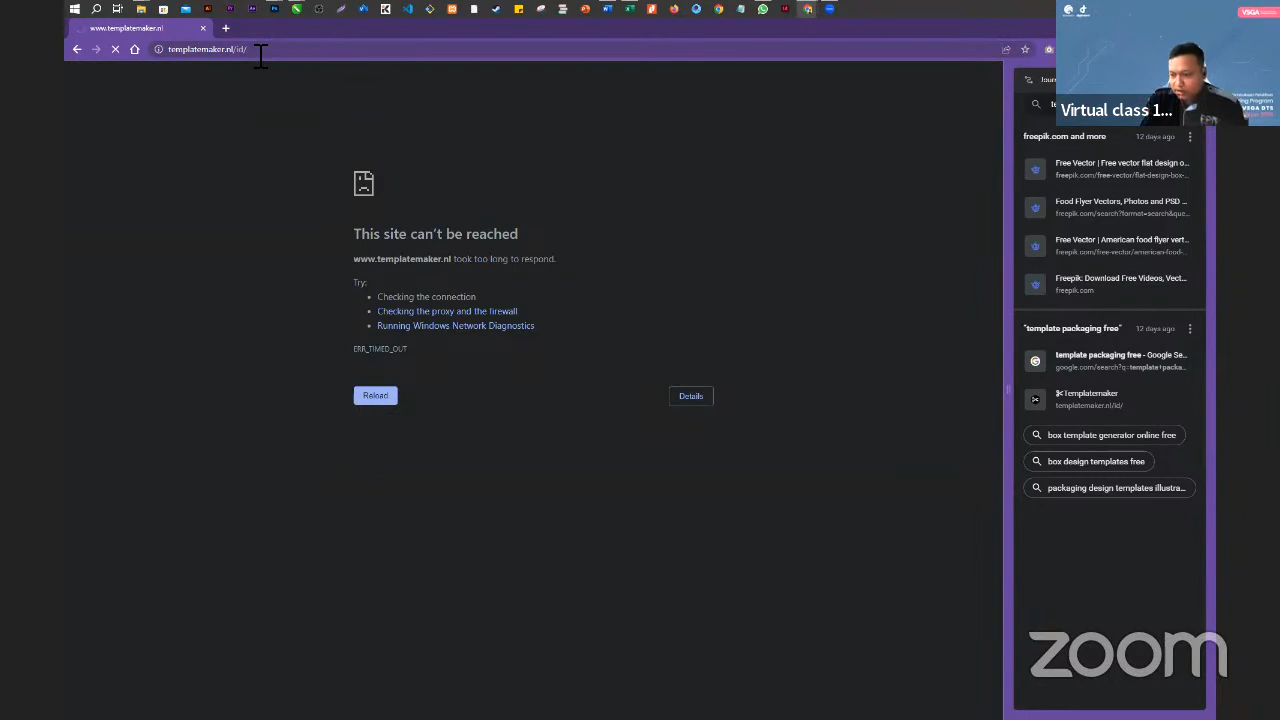 www.templatemaker.nl
templatemaker.nl/id/
This site can't be reached
www.templatemaker.nl took too long to respond.
Try:
Checking the connection
Checking the proxy and the firewall
Running Windows Network Diagnostics
ERR_TIMED_OUT
Reload
Details
VSGA
Virtual class 1...
VSGA DTS
Jour
freepik.com and more
12 days ago
Free Vector | Free vector flat design o...
freepik.com/free-vector/flat-design-box-...
Food Flyer Vectors, Photos and PSD ...
freepik.com/search?format=search&que...
Free Vector | American food flyer vert...
freepik.com/free-vector/american-food-...
Freepik: Download Free Videos, Vect...
freepik.com
"template packaging free"
12 days ago
template packaging free - Google Se...
google.com/search?q=template+packa...
Templatemaker
templatemaker.nl/id/
box template generator online free
box design templates free
packaging design templates illustra...
zoom